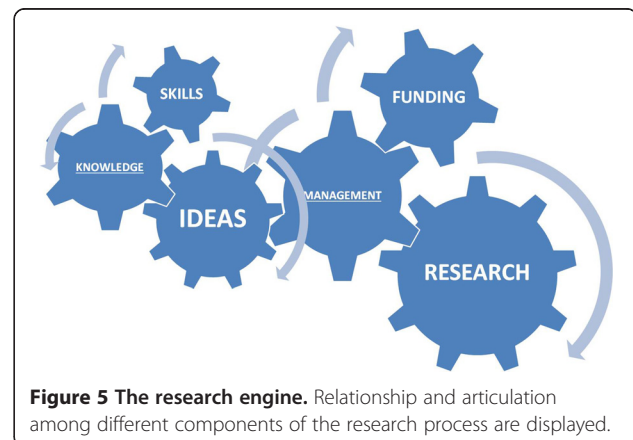 SKILLS
FUNDING
KNOWLEDGE
IDEAS
MANAGEMENT
RESEARCH
Figure 5 The research engine. Relationship and articulation
among different components of the research process are displayed.